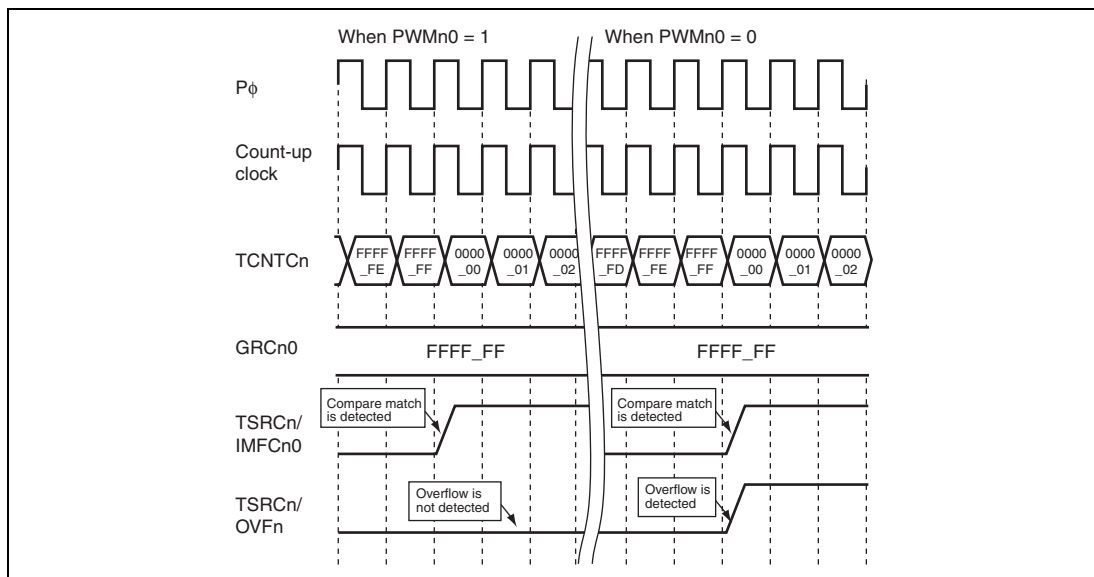 When PWMn0 = 1
When PWMn0 = 0
Pϕ
Count-up
clock
TCNTCn
FFFF
_FE
FFFF
_FF
0000
_00
0000
_01
0000
_02
FFFF
_FD
FFFF
_FE
FFFF
_FF
0000
_00
0000
_01
0000
_02
GRCn0
FFFF_FF
FFFF_FF
TSRCn/
IMFCn0
Compare match
is detected
Compare match
is detected
TSRCn/
OVFn
Overflow is
not detected
Overflow is
detected